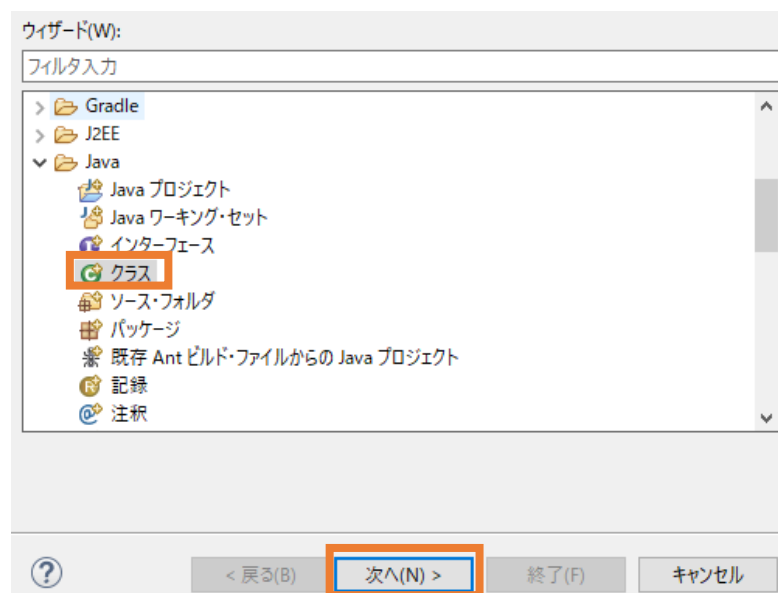 ウィザード(W):
フィルタ入力
Gradle
J2EE
Java
Java プロジェクト
Java ワーキング・セット
インターフェース
クラス
ソース・フォルダ
パッケージ
既存 Ant ビルド・ファイルからの Java プロジェクト
記録
注釈
? < 戻る(B) 次へ(N) > 終了(F) キャンセル